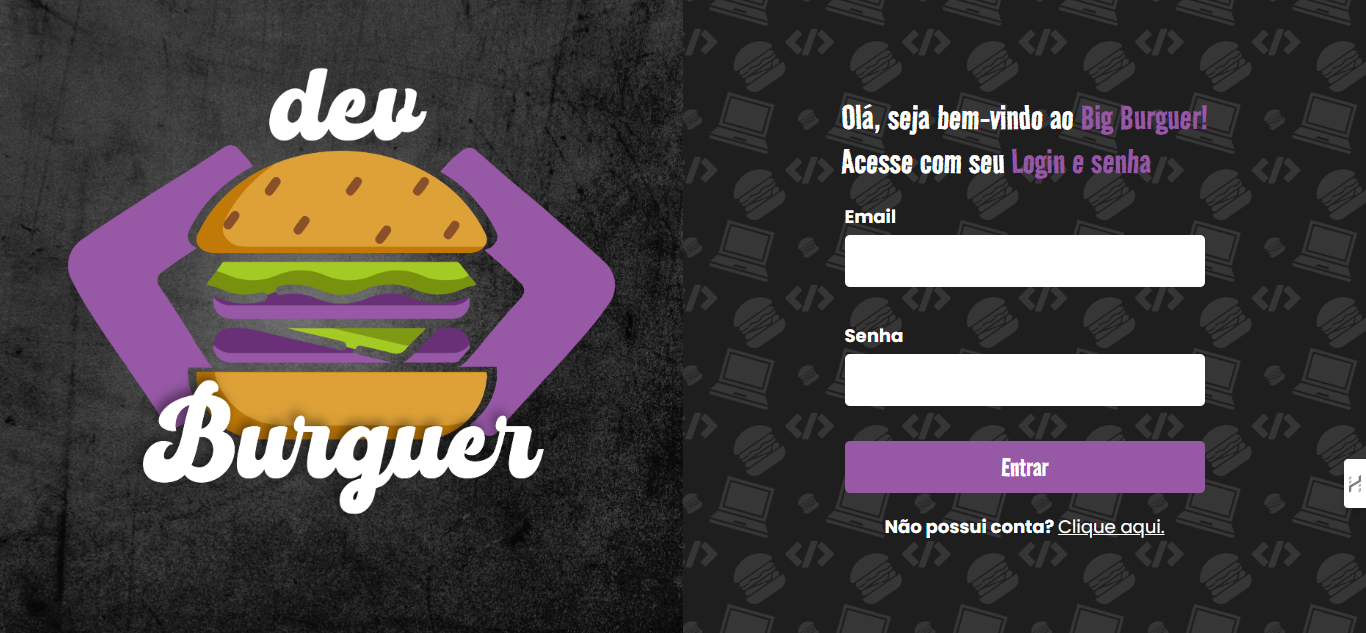 dev
Burguer
Olá, seja bem-vindo ao Big Burguer!
Acesse com seu Login e senha
Email
Senha
Entrar
Não possui conta? Clique aqui.